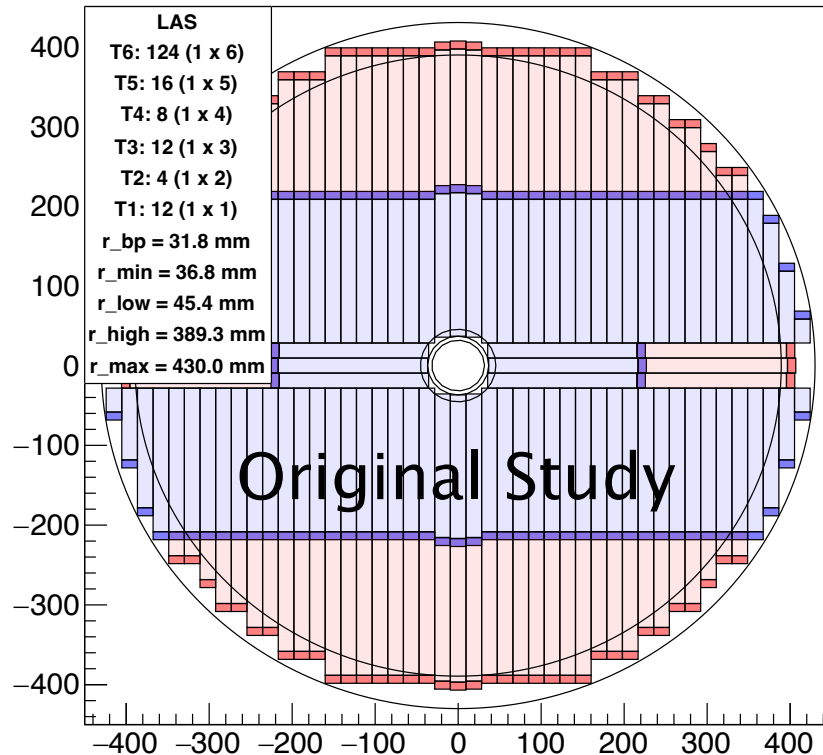 LAS
T6: 124 (1 x 6)
T5: 16 (1 x 5)
T4: 8 (1 x 4)
T3: 12 (1 x 3)
T2: 4 (1 x 2)
T1: 12 (1 x 1)
r_bp = 31.8 mm
r_min = 36.8 mm
r_low = 45.4 mm
r_high = 389.3 mm
r_max = 430.0 mm
400
300
200
100
0
−100
−200
−300
−400
Original Study
−400 −300 −200 −100 0 100 200 300 400